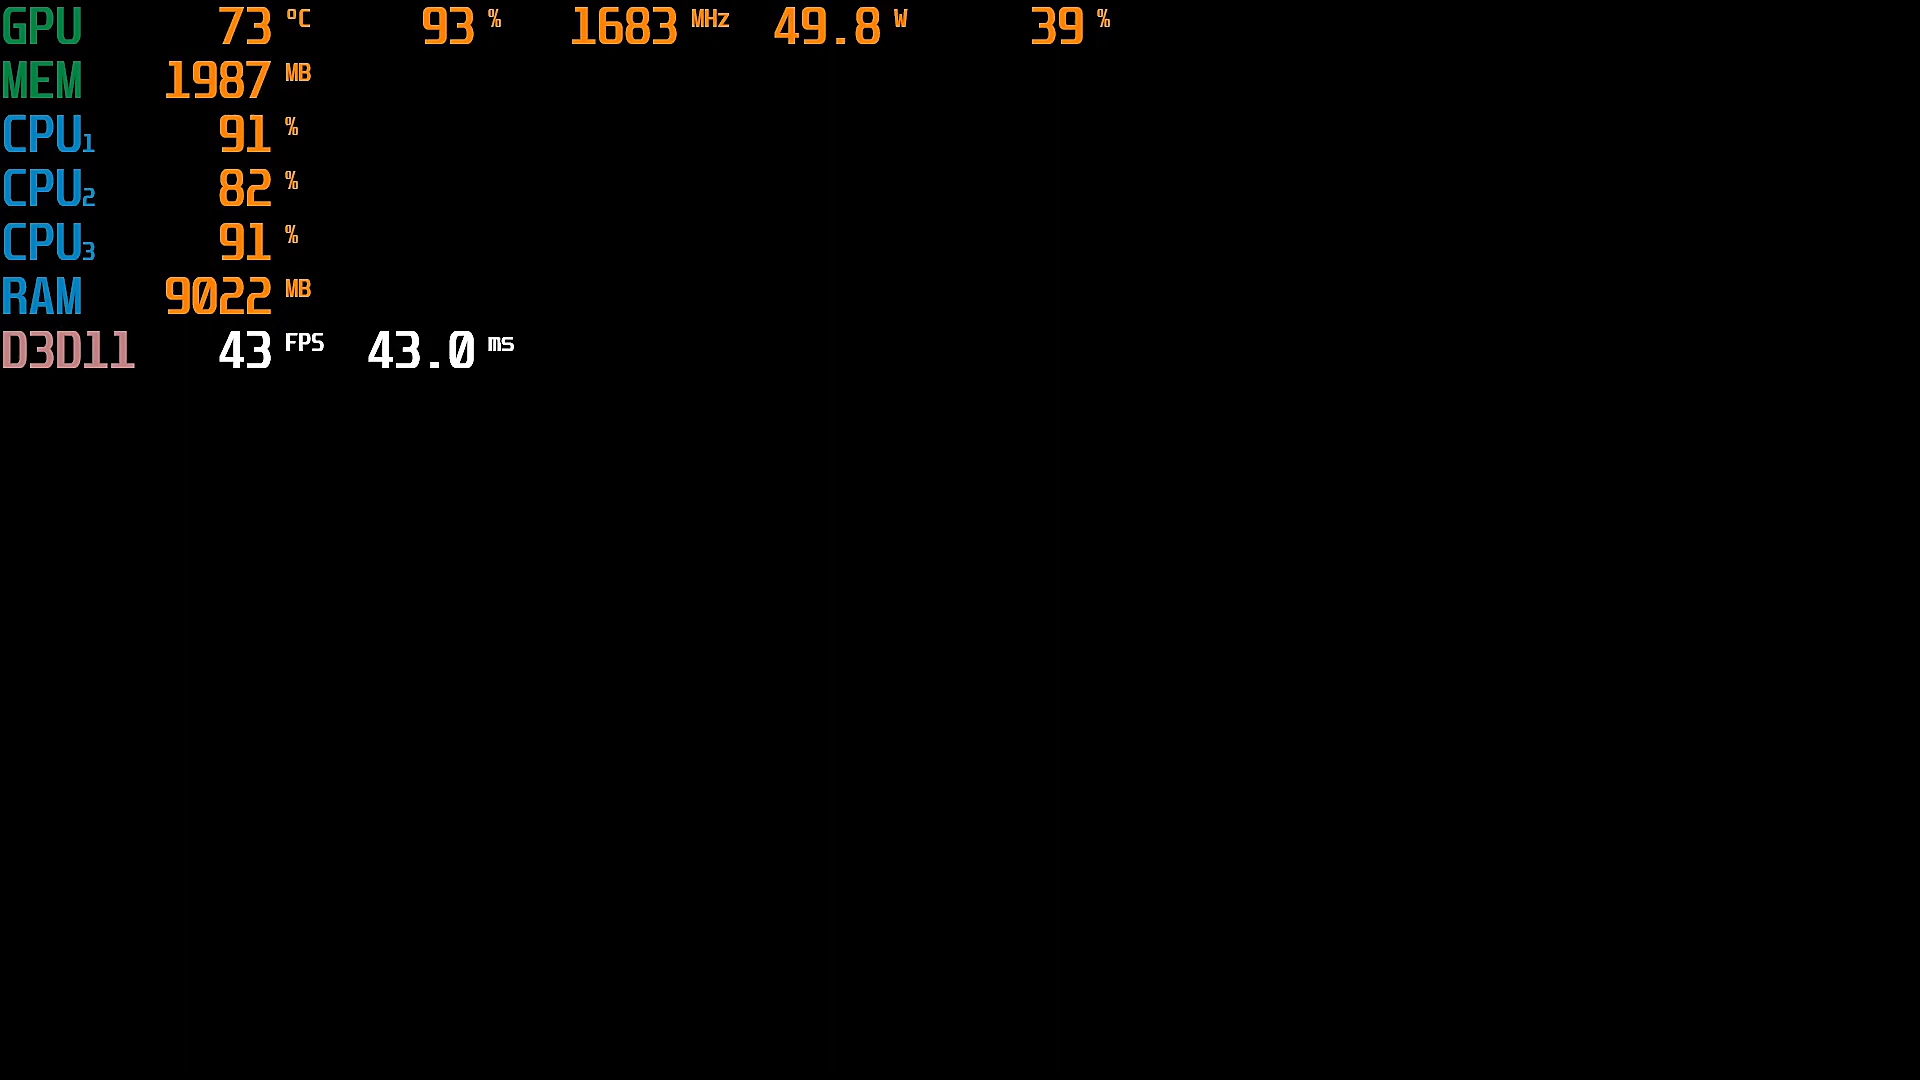 GPU 73 °C 93 % 1683 MHz 49.8 W 39 %
MEM 1987 MB
CPU1 91 %
CPU2 82 %
CPU3 91 %
RAM 9022 MB
D3D11 43 FPS 43.0 ms